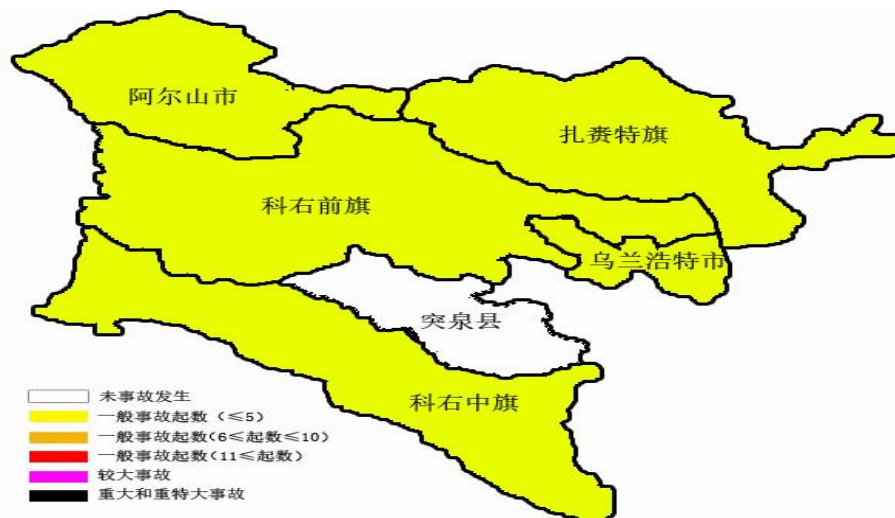 阿尔山市
扎赉特旗
科右前旗
乌兰浩特市
突泉县
科右中旗
未事故发生
一般事故起数（≤5）
一般事故起数(6≤起数≤10)
一般事故起数(11≤起数)
较大事故
重大和重特大事故